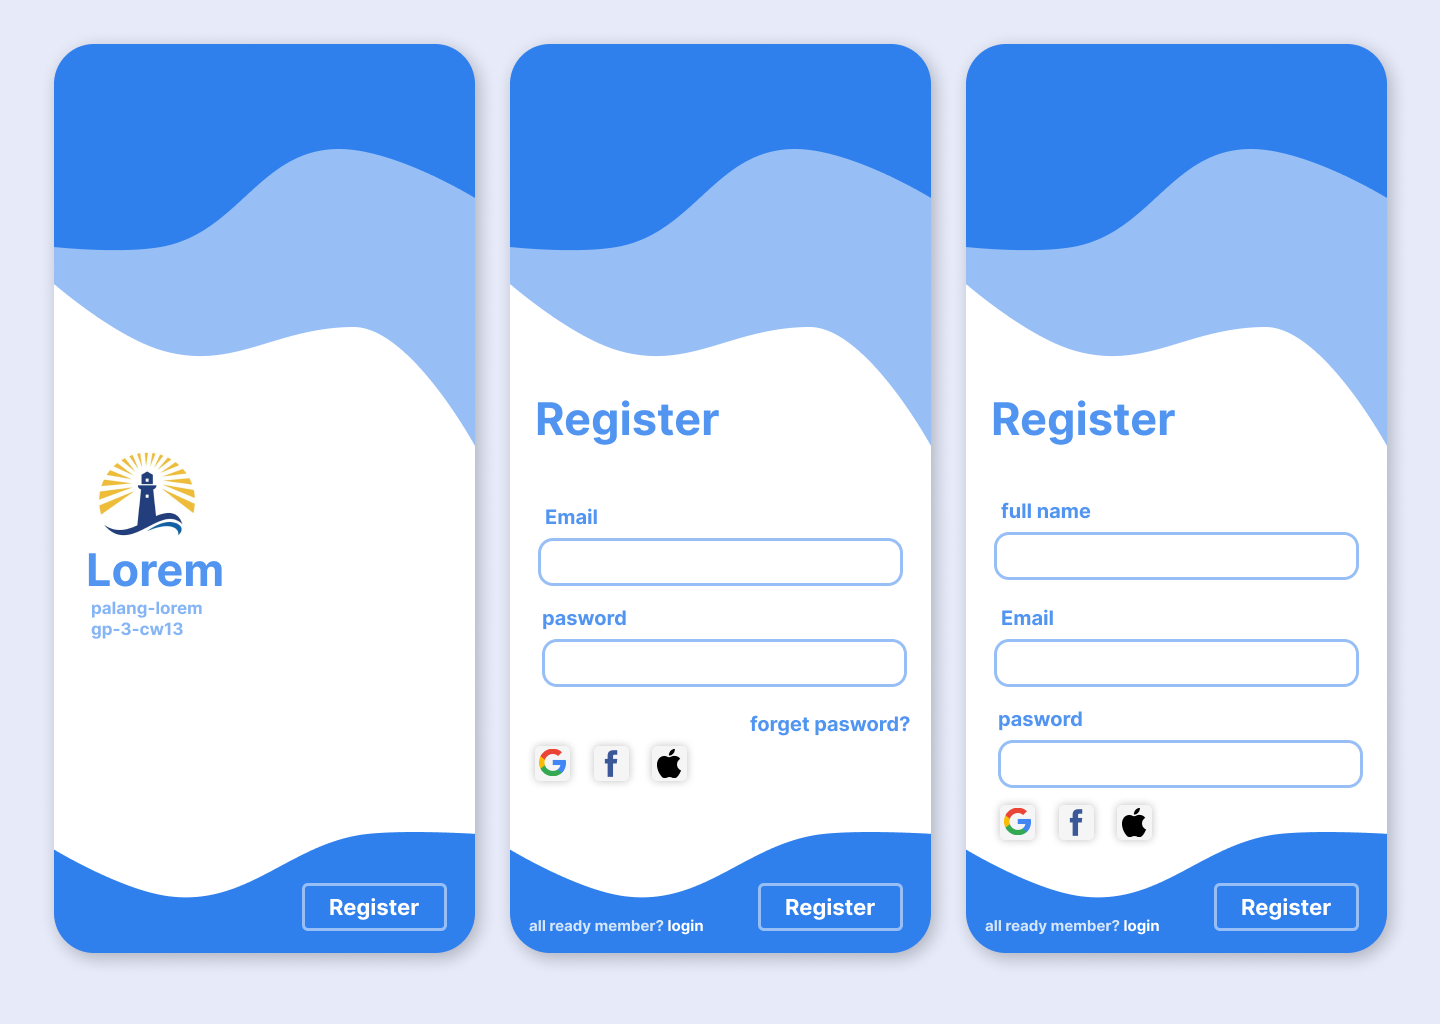 Lorem
palang-lorem
gp-3-cw13
Register
Register
Email
pasword
forget pasword?
all ready member? login
Register
Register
full name
Email
pasword
all ready member? login
Register